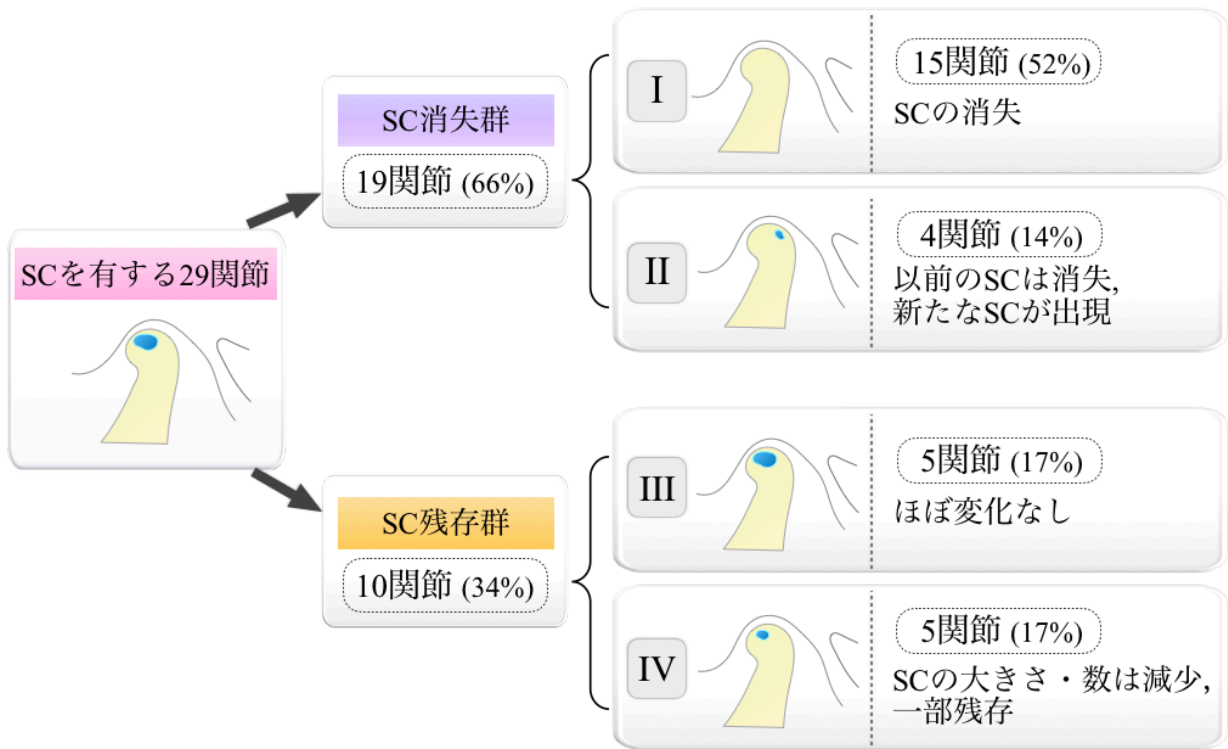 SCを有する29関節
SC消失群
19関節 (66%)
I
15関節 (52%)
SCの消失
II
4関節 (14%)
以前のSCは消失,
新たなSCが出現
SC残存群
10関節 (34%)
III
5関節 (17%)
ほぼ変化なし
IV
5関節 (17%)
SCの大きさ・数は減少,
一部残存